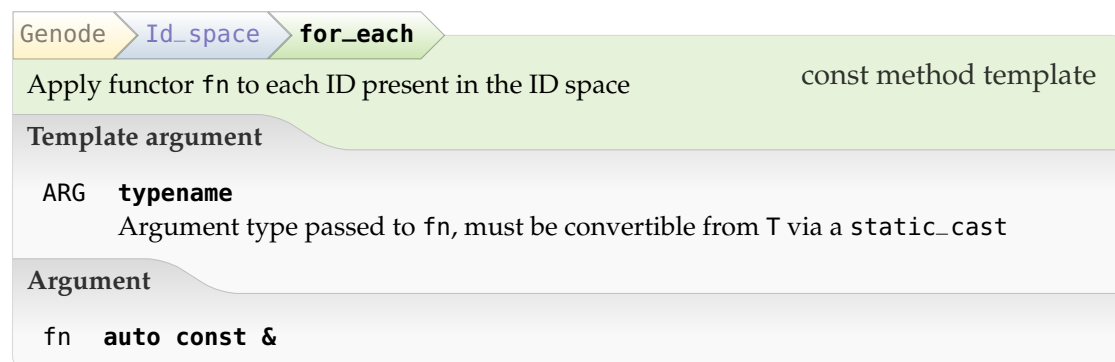 Genode Id_space for_each
Apply functor fn to each ID present in the ID space const method template
Template argument
ARG typename
Argument type passed to fn, must be convertible from T via a static_cast
Argument
fn auto const &